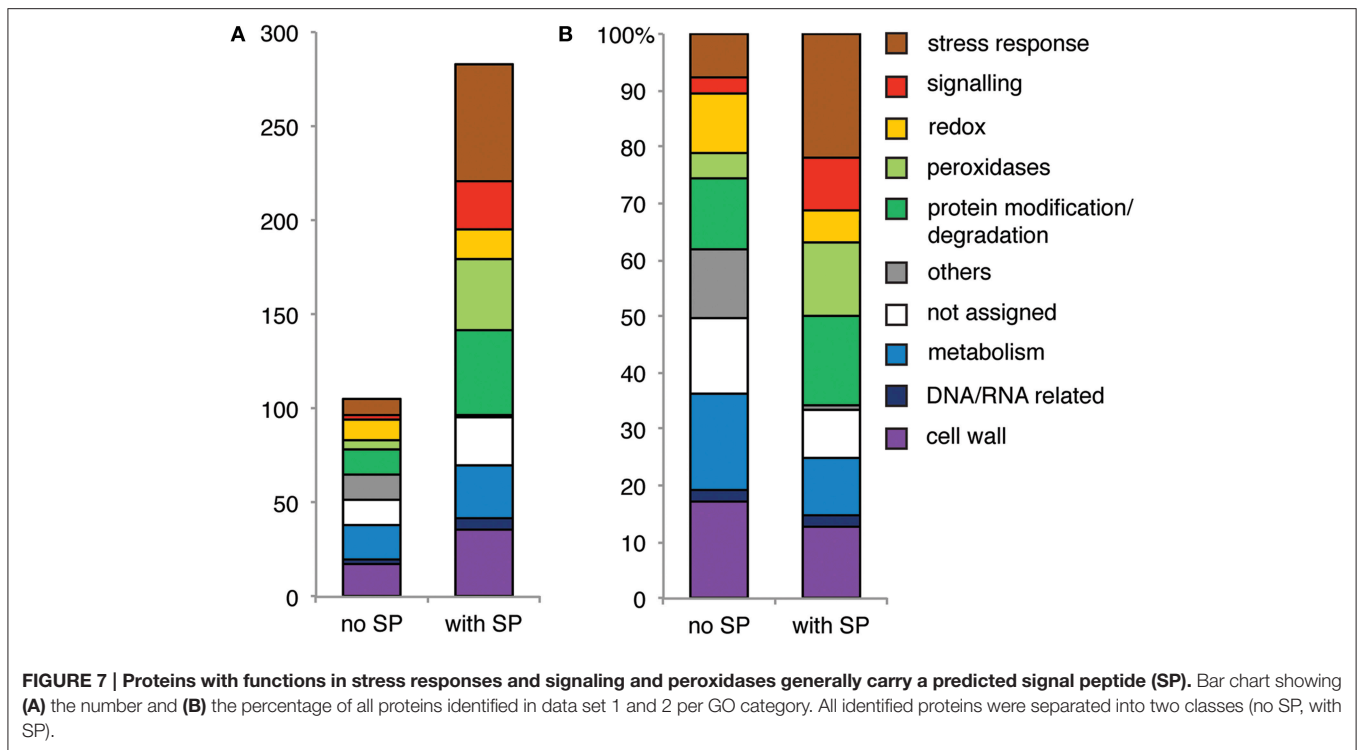 A
300
250
200
150
100
50
0
no SP
with SP
B
100%
90
80
70
60
50
40
30
20
10
0
no SP
with SP
stress response
signalling
redox
peroxidases
protein modification/
degradation
others
not assigned
metabolism
DNA/RNA related
cell wall
FIGURE 7 | Proteins with functions in stress responses and signaling and peroxidases generally carry a predicted signal peptide (SP). Bar chart showing
(A) the number and (B) the percentage of all proteins identified in data set 1 and 2 per GO category. All identified proteins were separated into two classes (no SP, with
SP).